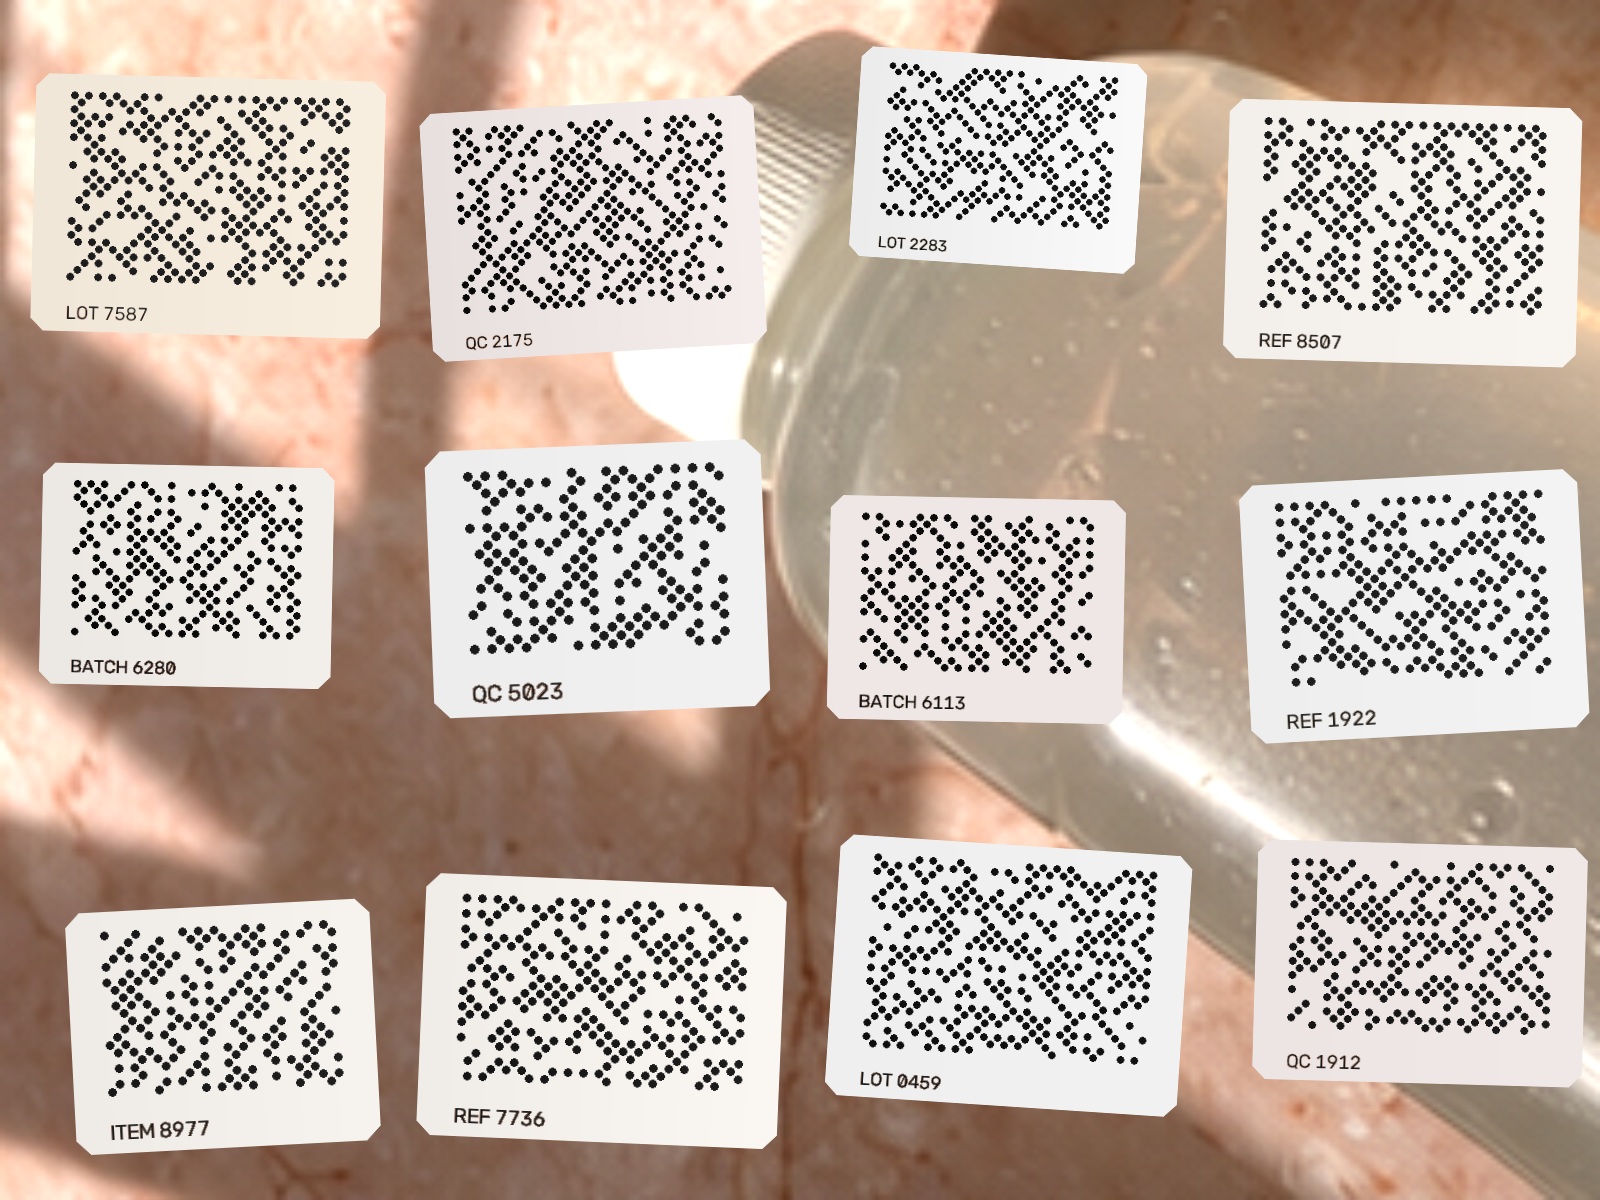 LOT 7587
QC 2175
LOT 2283
REF 8507
BATCH 6280
QC 5023
BATCH 6113
REF 1922
ITEM 8977
REF 7736
LOT 0459
QC 1912